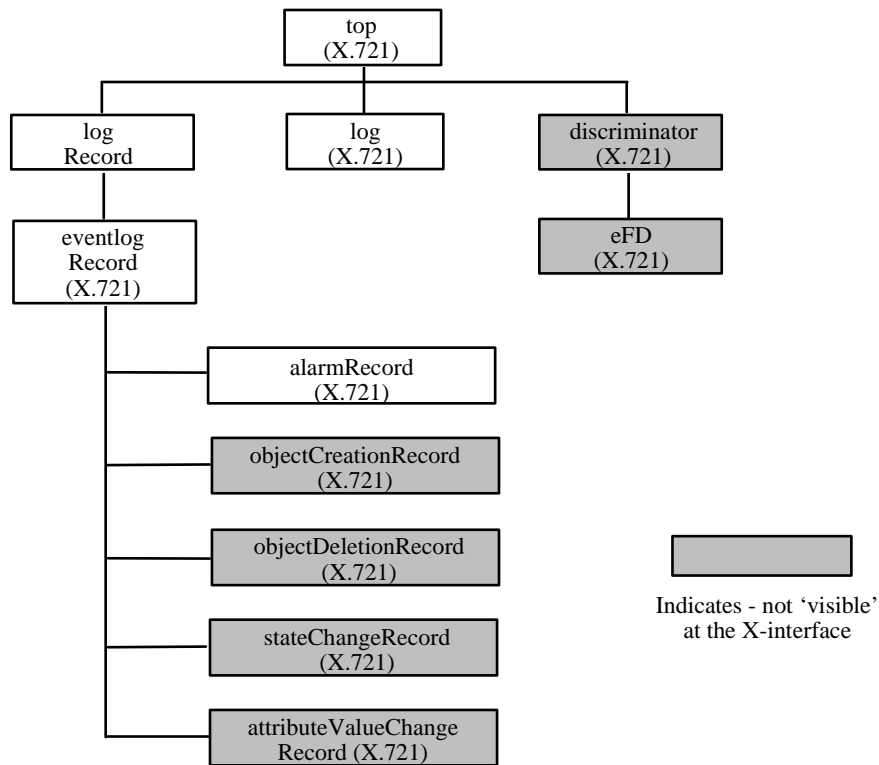 top
(X.721)
log
Record
log
(X.721)
discriminator
(X.721)
eventlog
Record
(X.721)
eFD
(X.721)
alarmRecord
(X.721)
objectCreationRecord
(X.721)
objectDeletionRecord
(X.721)
stateChangeRecord
(X.721)
attributeValueChange
Record (X.721)
Indicates - not ‘visible’
at the X-interface